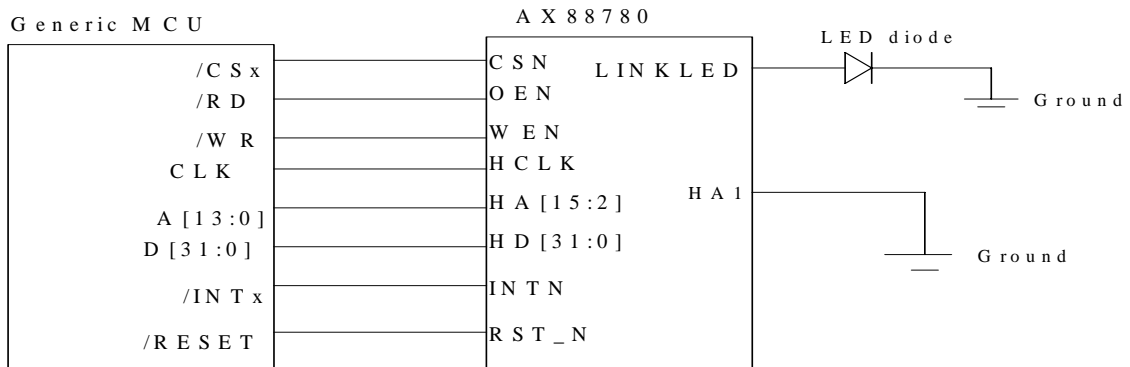 Generic MCU
AX88780
LED diode
/CSx
CSN
LINKLED
/RD
OEN
Ground
/WR
WEN
CLK
HCLK
HA1
A[13:0]
HA[15:2]
D[31:0]
HD[31:0]
Ground
/INTx
INTN
/RESET
RST_N